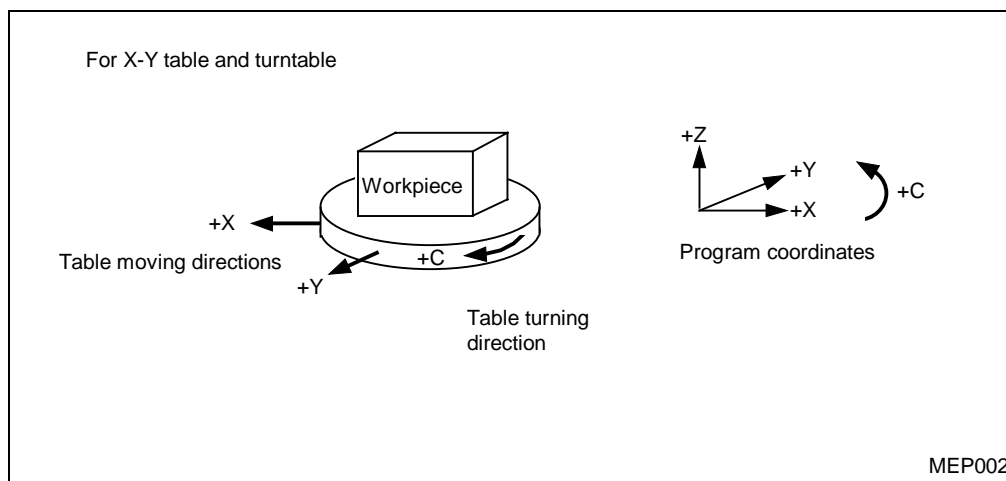 For X-Y table and turntable
Workpiece
+X
Table moving directions
+Y
+C
Table turning
direction
+Z
+Y
+X
+C
Program coordinates
MEP002